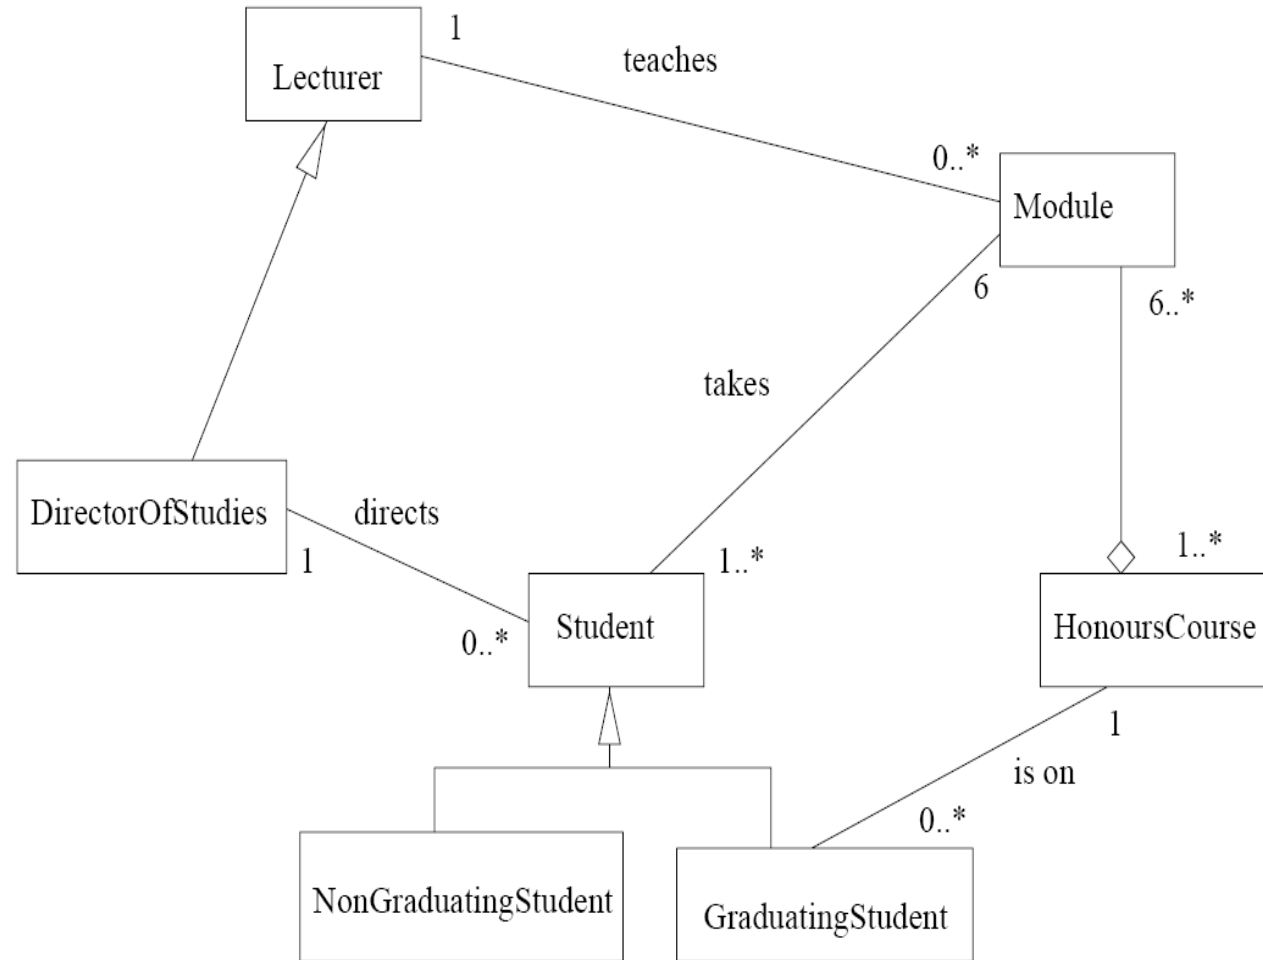 1
Lecturer
teaches
0..*
Module
6
6..*
takes
DirectorOfStudies
directs
1
1..*
1..*
0..*
Student
HonoursCourse
1
is on
0..*
NonGraduatingStudent
GraduatingStudent